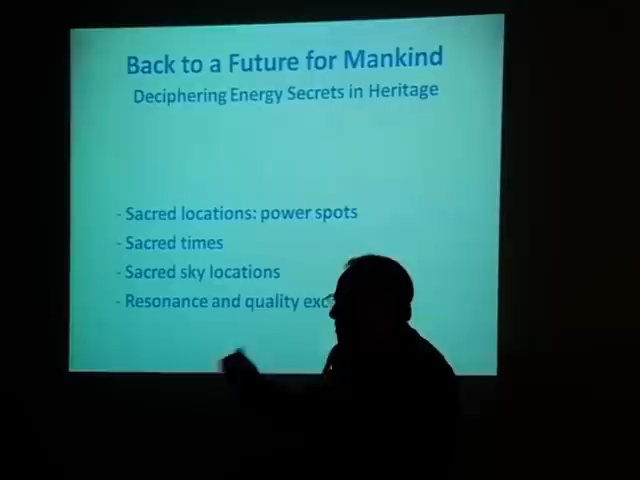 Back to a Future for Mankind
Deciphering Energy Secrets in Heritage
- Sacred locations: power spots
- Sacred times
- Sacred sky locations
- Resonance and quality